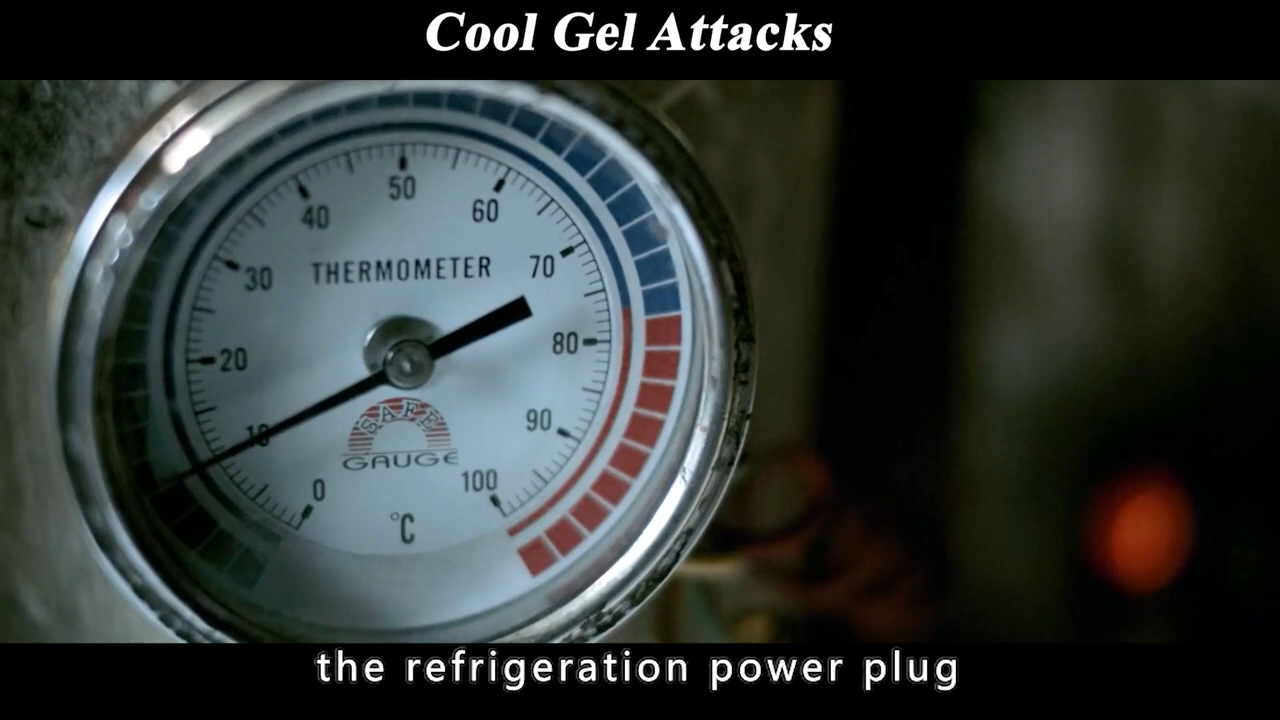 Cool Gel Attacks
50
40
60
30
THERMOMETER
70
20
80
10
SAFE
90
GAUGE
0
100
°C
the refrigeration power plug